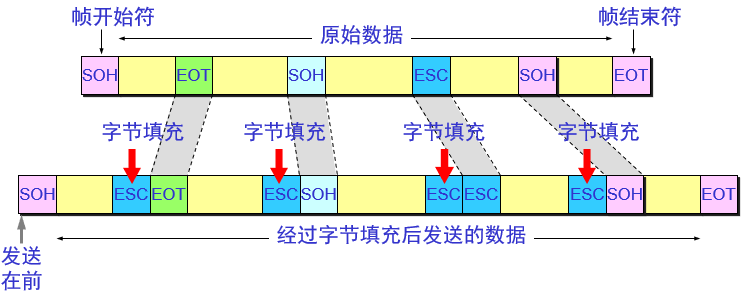 帧开始符 原始数据 帧结束符
SOH EOT SOH ESC SOH EOT
字节填充 字节填充 字节填充 字节填充
SOH ESC EOT ESC SOH ESC ESC ESC SOH EOT
经过字节填充后发送的数据
发送
在前